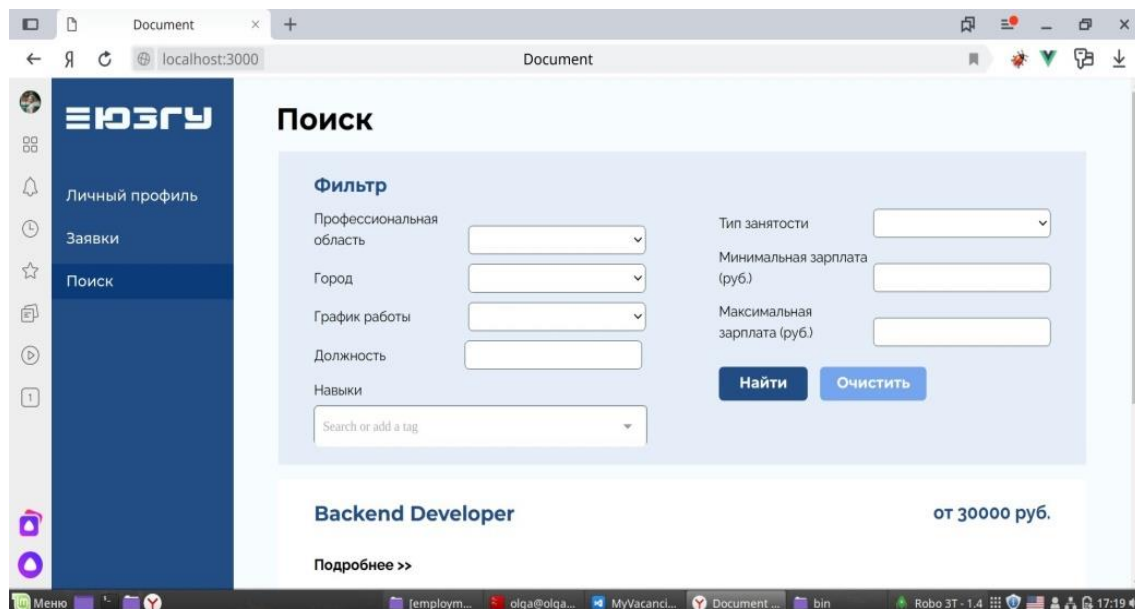 Document
localhost:3000
Document
ЮЗГУ
Личный профиль
Заявки
Поиск
Поиск
Фильтр
Профессиональная
область
Город
График работы
Должность
Навыки
Search or add a tag
Тип занятости
Минимальная зарплата
(руб.)
Максимальная
зарплата (руб.)
Найти
Очистить
Backend Developer
от 30000 руб.
Подробнее >>
1
Меню
[employm...
olga@olga...
MyVacanci...
Document ...
bin
Robo 3T - 1.4
17:19